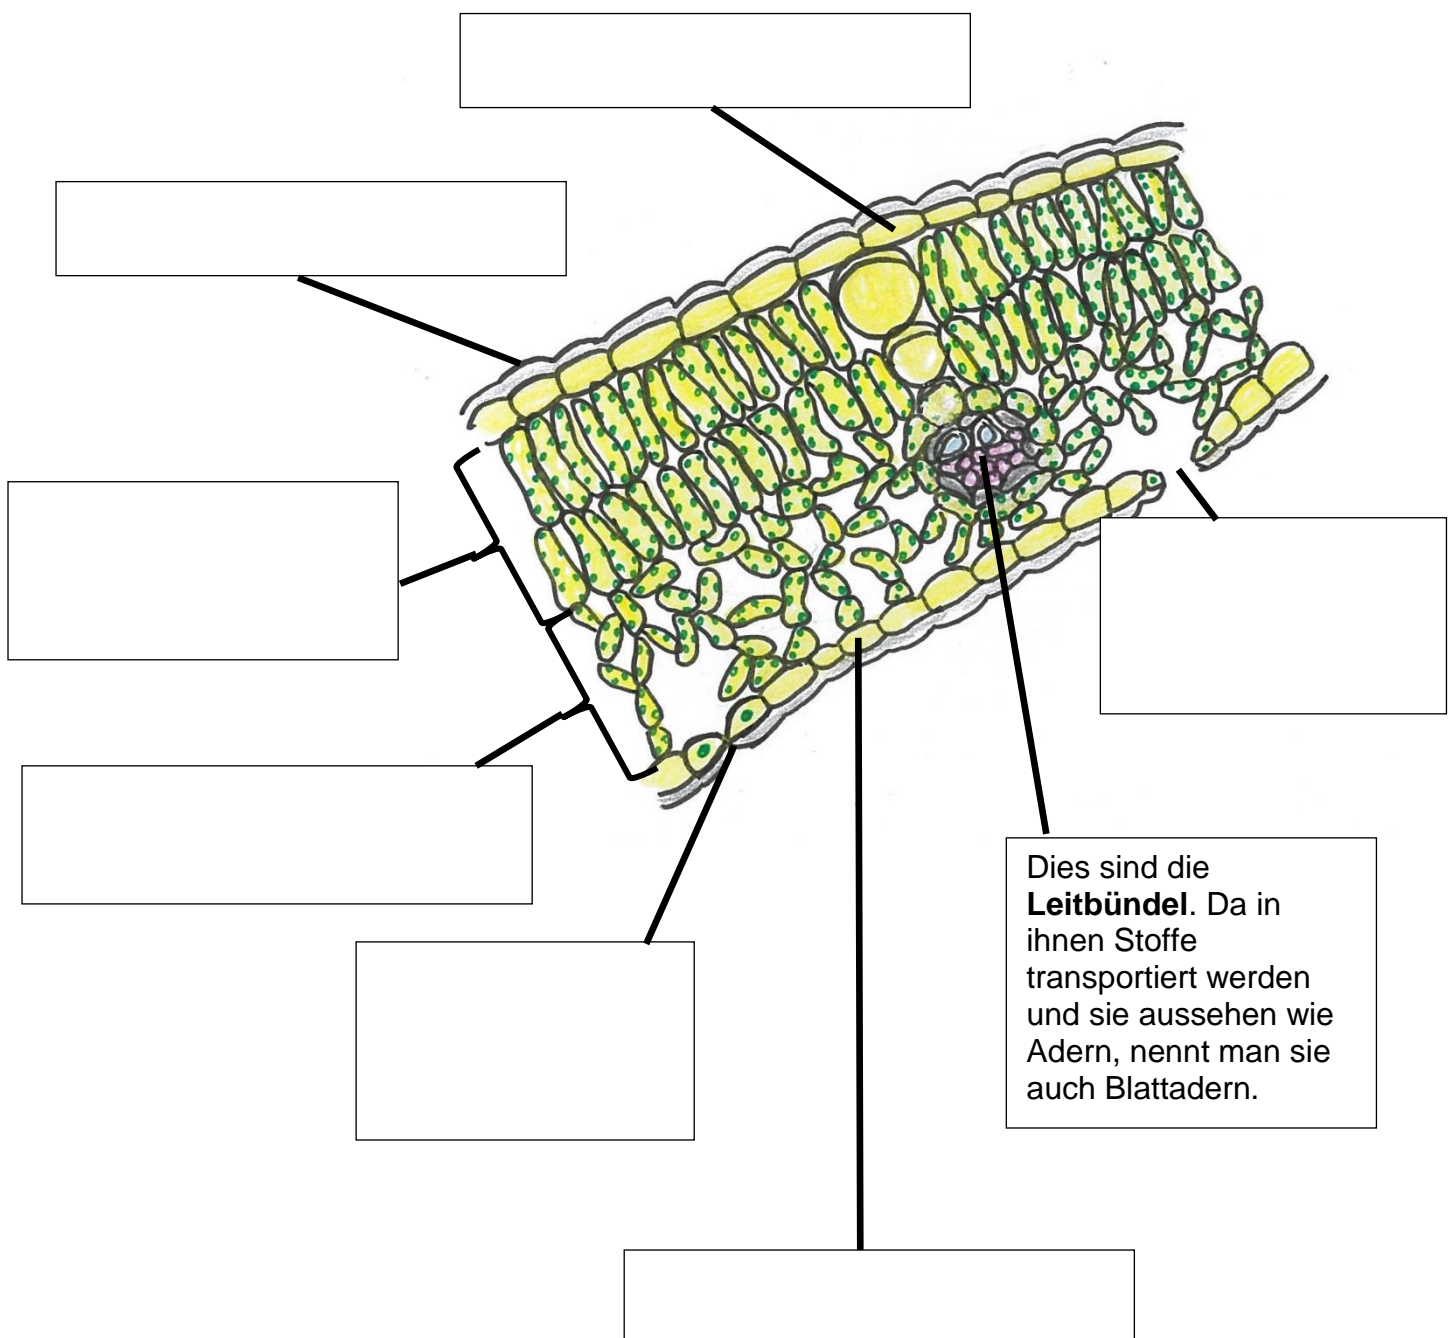 Dies sind die
Leitbündel. Da in
ihnen Stoffe
transportiert werden
und sie aussehen wie
Adern, nennt man sie
auch Blattadern.